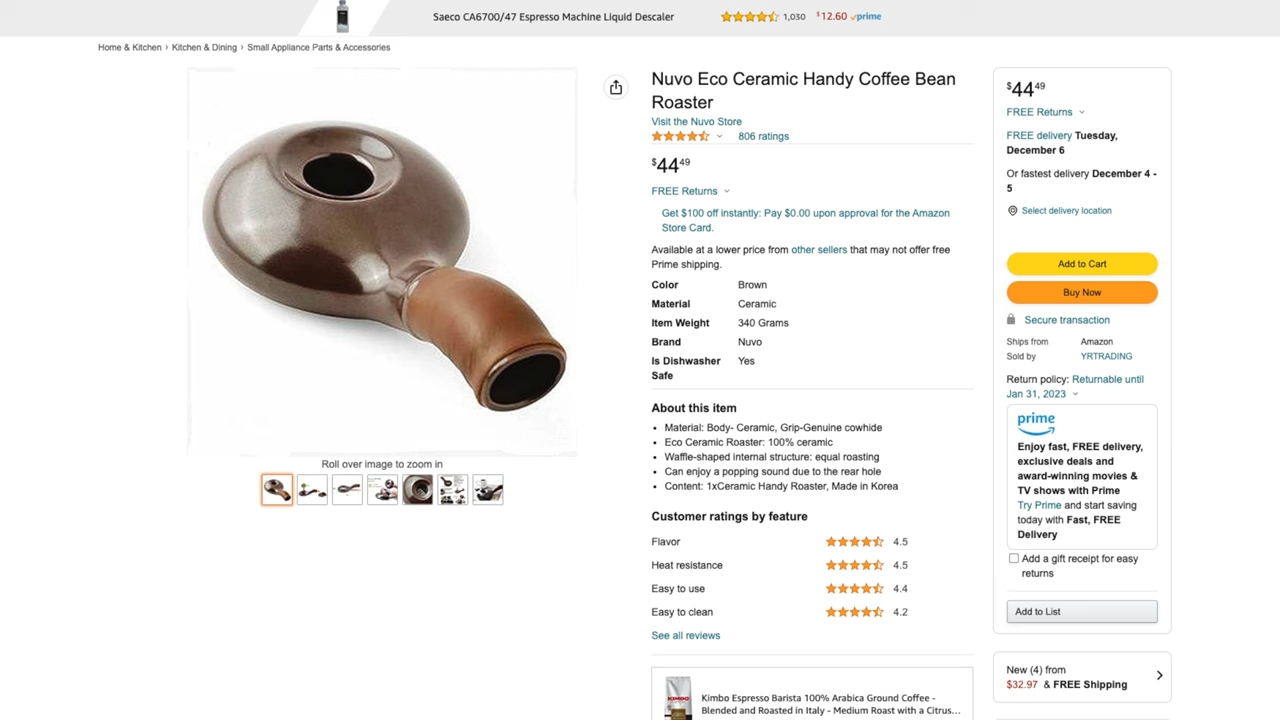 Saeco CA6700/47 Espresso Machine Liquid Descaler
1,030
$12.60 prime
Home & Kitchen › Kitchen & Dining › Small Appliance Parts & Accessories
Nuvo Eco Ceramic Handy Coffee Bean
Roaster
Visit the Nuvo Store
806 ratings
$44 49
FREE Returns
Get $100 off instantly: Pay $0.00 upon approval for the Amazon
Store Card.
Available at a lower price from other sellers that may not offer free
Prime shipping.
Color Brown
Material Ceramic
Item Weight 340 Grams
Brand Nuvo
Is Dishwasher Yes
Safe
About this item
• Material: Body- Ceramic, Grip-Genuine cowhide
• Eco Ceramic Roaster: 100% ceramic
• Waffle-shaped internal structure: equal roasting
• Can enjoy a popping sound due to the rear hole
• Content: 1xCeramic Handy Roaster, Made in Korea
Customer ratings by feature
Flavor 4.5
Heat resistance 4.5
Easy to use 4.4
Easy to clean 4.2
See all reviews
KIMBO
Kimbo Espresso Barista 100% Arabica Ground Coffee -
Blended and Roasted in Italy - Medium Roast with a Citrus...
Roll over image to zoom in
$44 49
FREE Returns
FREE delivery Tuesday,
December 6
Or fastest delivery December 4 -
5
Select delivery location
Add to Cart
Buy Now
Secure transaction
Ships from Amazon
Sold by YRTRADING
Return policy: Returnable until
Jan 31, 2023
prime
Enjoy fast, FREE delivery,
exclusive deals and
award-winning movies &
TV shows with Prime
Try Prime and start saving
today with Fast, FREE
Delivery
Add a gift receipt for easy
returns
Add to List
New (4) from
$32.97 & FREE Shipping